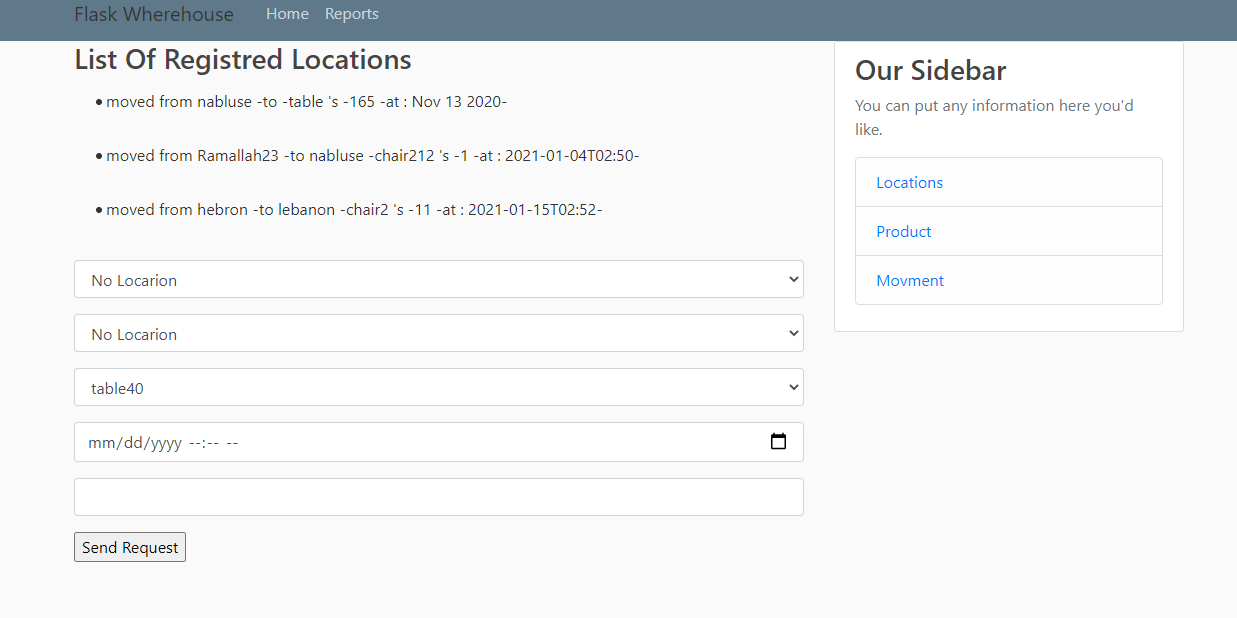 Flask Wherehouse Home Reports
List Of Registred Locations
moved from nabluse -to -table 's -165 -at : Nov 13 2020-
moved from Ramallah23 -to nabluse -chair212 's -1 -at : 2021-01-04T02:50-
moved from hebron -to lebanon -chair2 's -11 -at : 2021-01-15T02:52-
No Locarion
No Locarion
table40
mm/dd/yyyy --:-- --
Send Request
Our Sidebar
You can put any information here you'd
like.
Locations
Product
Movment